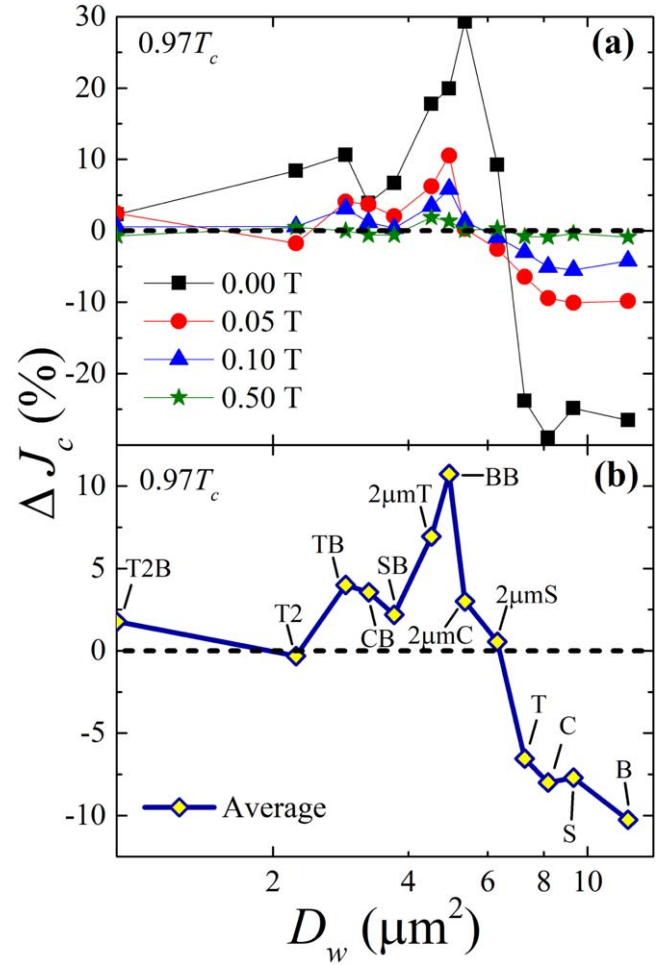 30
0.97T_c
(a)
20
10
0
-10
-20
0.00 T
0.05 T
0.10 T
0.50 T
Δ J_c (%)
0.97T_c
(b)
10
5
0
-5
-10
T2B
T2
TB
CB
SB
2μmT
BB
2μmC
2μmS
T
C
S
B
Average
2
4
6
8
10
D_w (μm²)